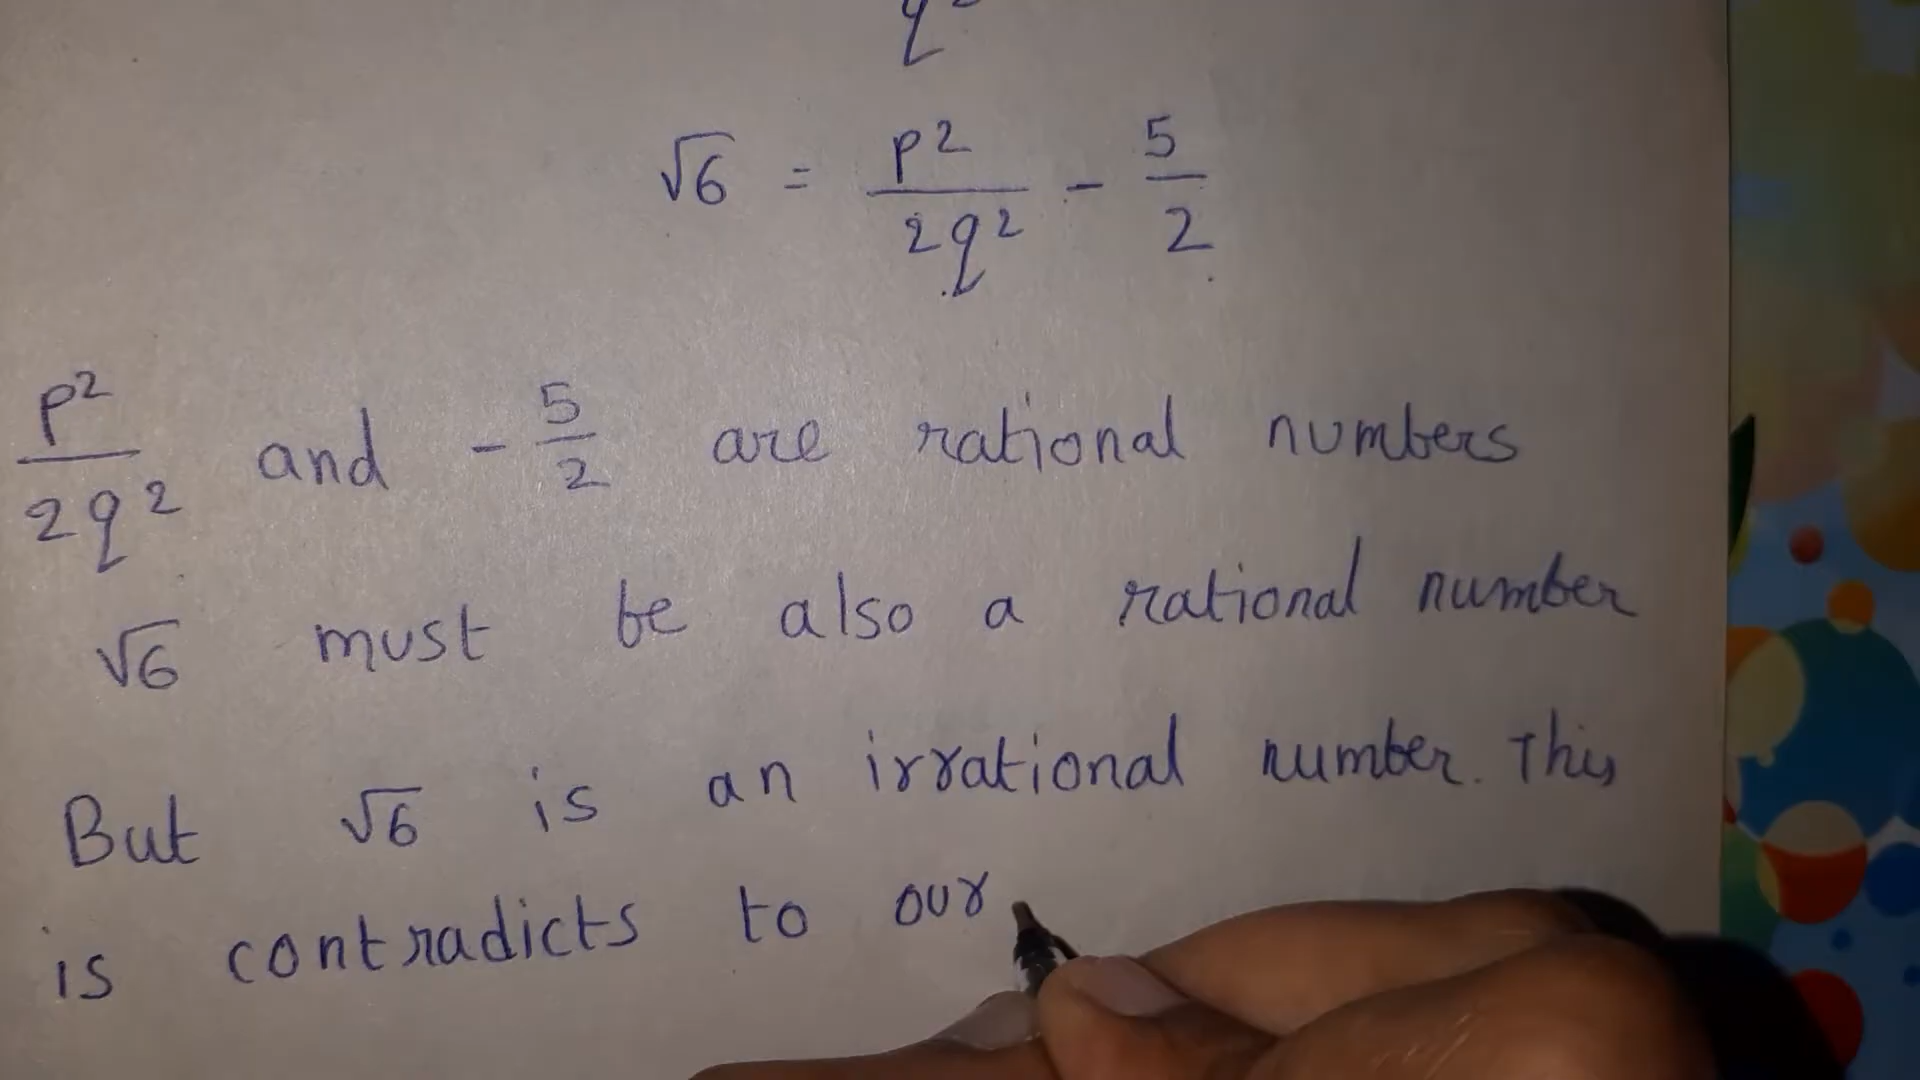 q²
√6 = p²/2q² - 5/2
p²/2q² and - 5/2 are rational numbers
√6 must be also a rational number
But √6 is an irrational number. This
is contradicts to our